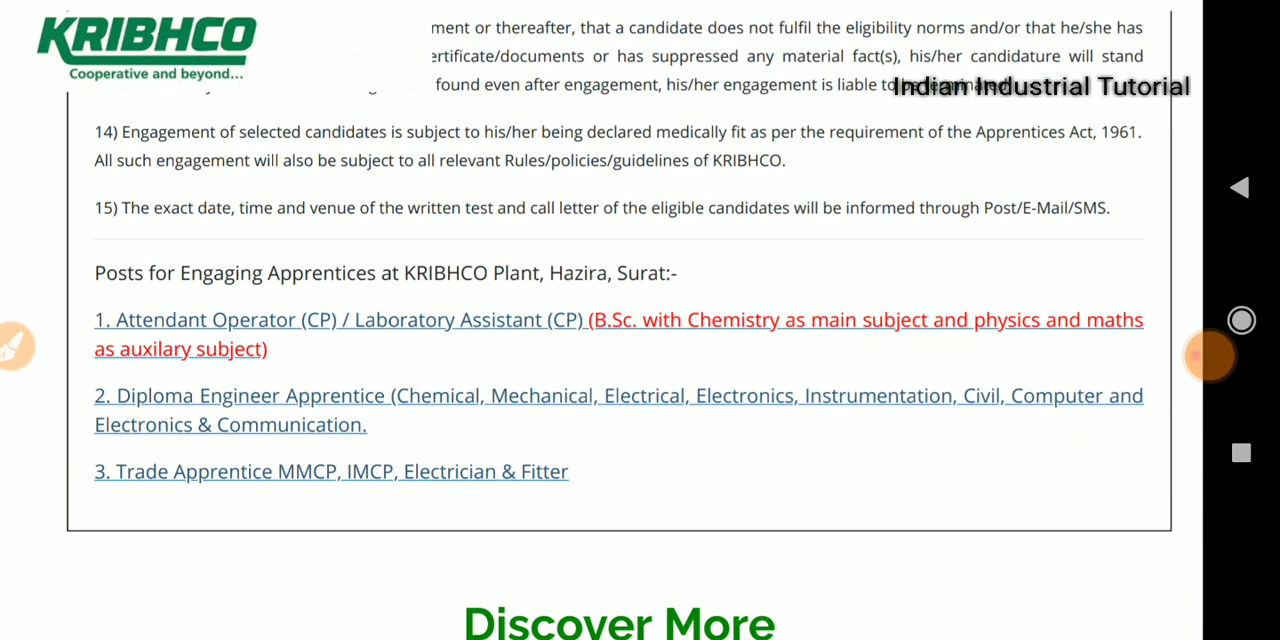 KRIBHCO
Cooperative and beyond...
ment or thereafter, that a candidate does not fulfil the eligibility norms and/or that he/she has
ertificate/documents or has suppressed any material fact(s), his/her candidature will stand
found even after engagement, his/her engagement is liable to be terminated
Indian Industrial Tutorial
14) Engagement of selected candidates is subject to his/her being declared medically fit as per the requirement of the Apprentices Act, 1961.
All such engagement will also be subject to all relevant Rules/policies/guidelines of KRIBHCO.
15) The exact date, time and venue of the written test and call letter of the eligible candidates will be informed through Post/E-Mail/SMS.
Posts for Engaging Apprentices at KRIBHCO Plant, Hazira, Surat:-
1. Attendant Operator (CP) / Laboratory Assistant (CP) (B.Sc. with Chemistry as main subject and physics and maths
as auxilary subject)
2. Diploma Engineer Apprentice (Chemical, Mechanical, Electrical, Electronics, Instrumentation, Civil, Computer and
Electronics & Communication.
3. Trade Apprentice MMCP, IMCP, Electrician & Fitter
Discover More